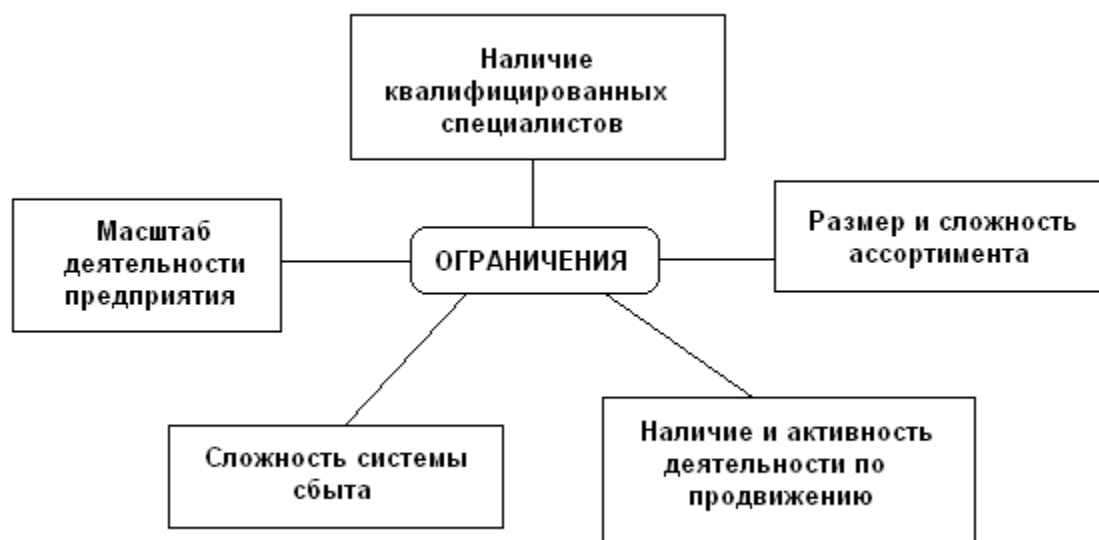 Наличие
квалифицированных
специалистов
Масштаб
деятельности
предприятия
ОГРАНИЧЕНИЯ
Размер и сложность
ассортимента
Сложность системы
сбыта
Наличие и активность
деятельности по
продвижению